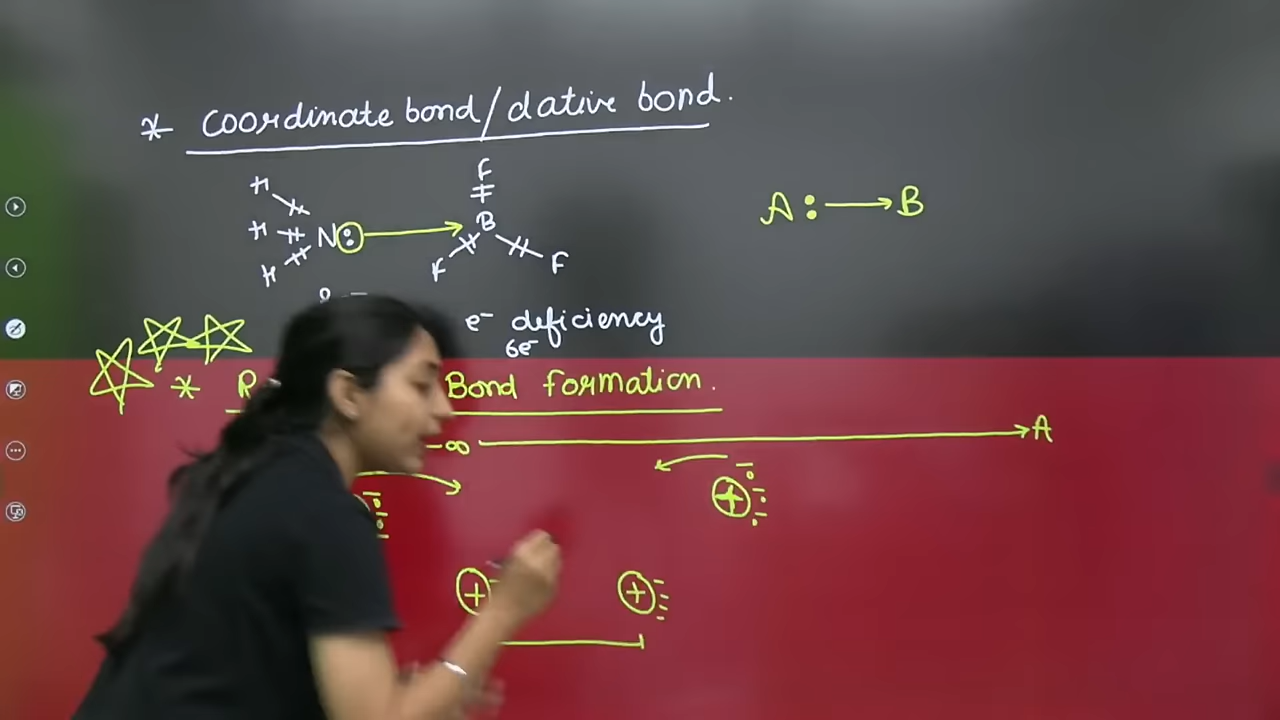 * Coordinate bond/dative bond.
H F
H N: → B A: → B
H F F
e⁻ deficiency
6e⁻
* Bond formation.
-∞ → A
+
+ +